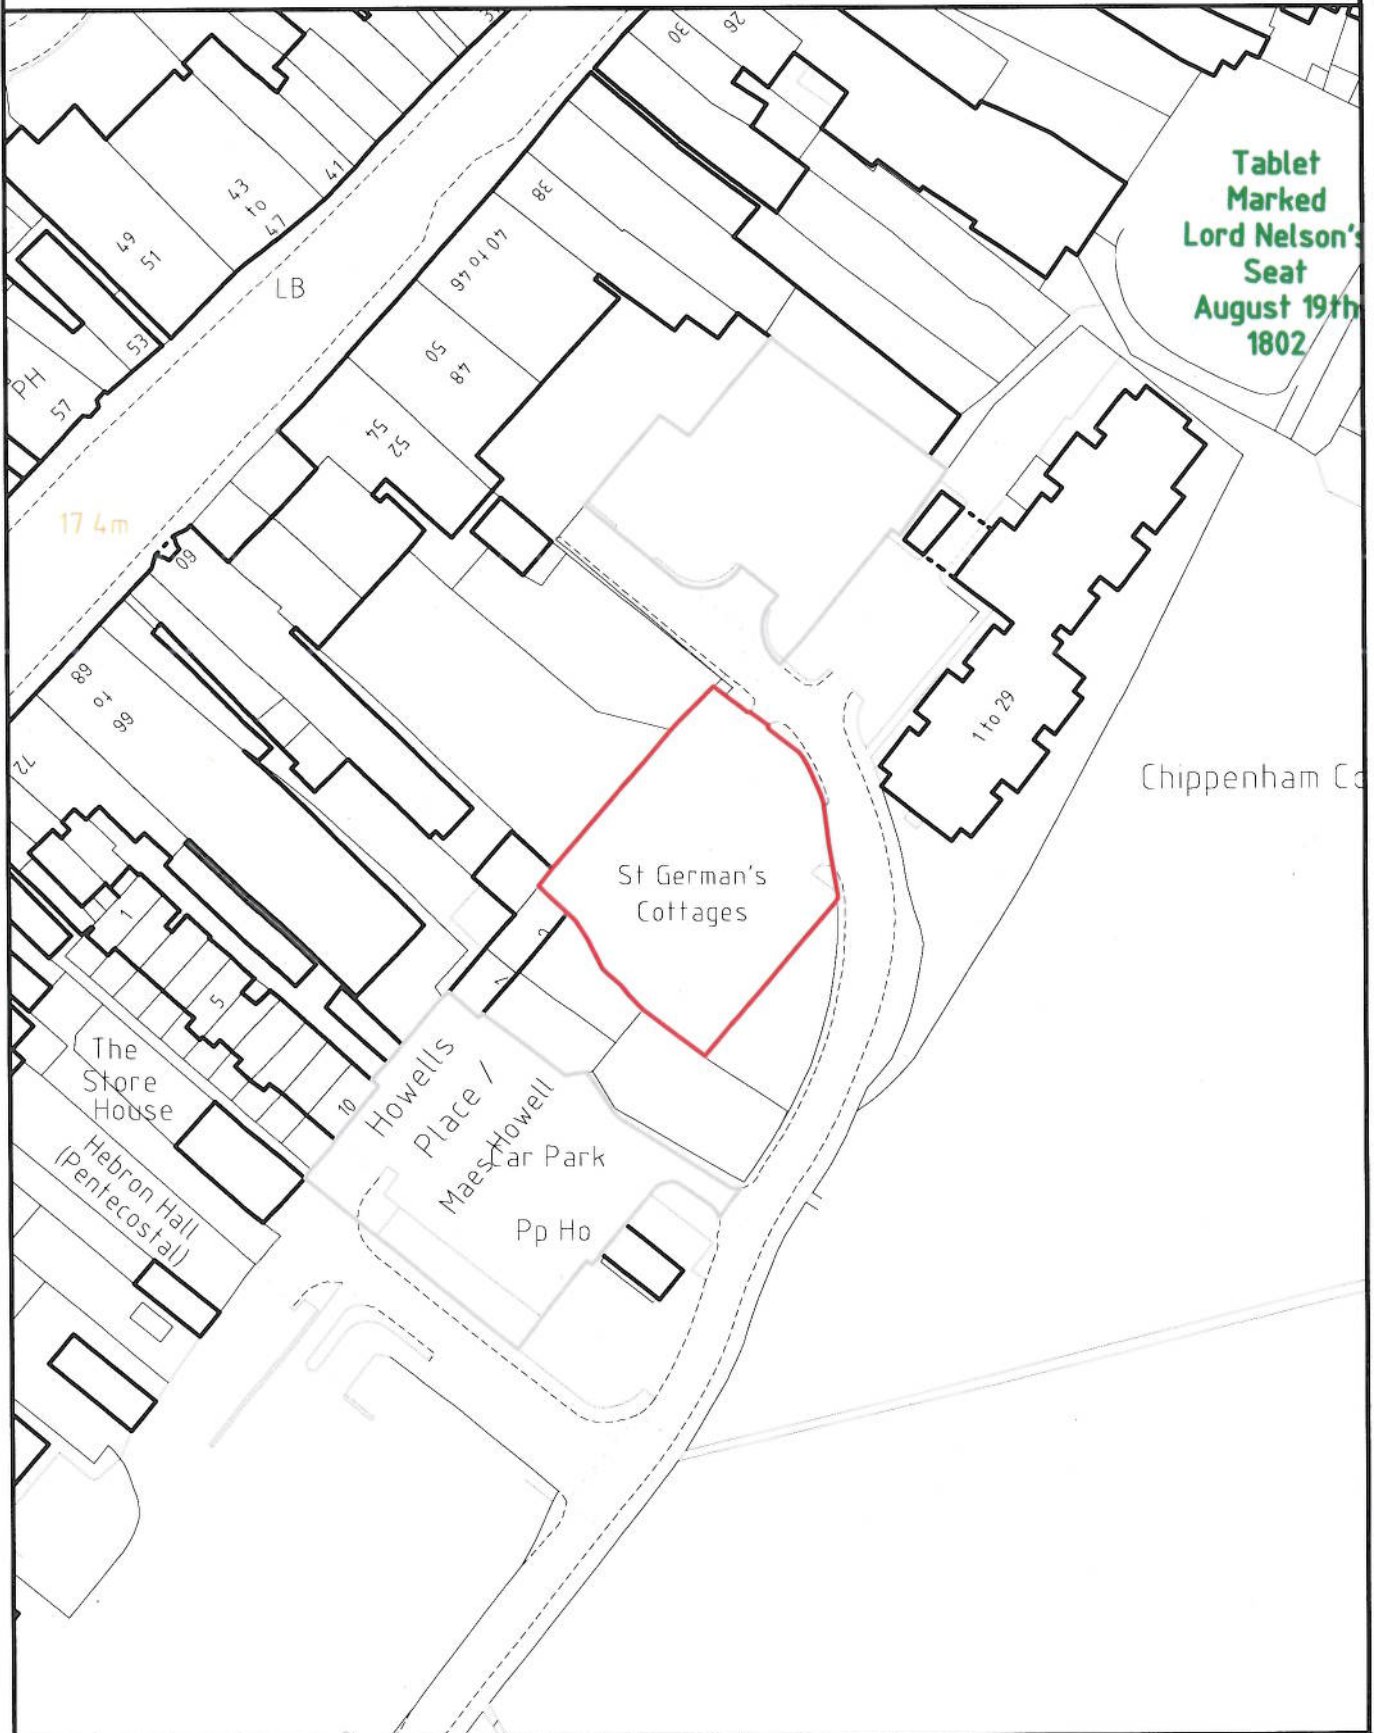 30
26
37
Tablet
Marked
Lord Nelson's
Seat
August 19th
1802
41
43
to
47
38
49
51
LB
40 to 46
53
50
48
PH
57
54
52
17 4m
60
68
to
66
72
1 to 29
Chippenham Co
St German's
Cottages
1
2
1
5
The
Store
House
10
Howells
Place /
Maes Howell
Car Park
Hebron Hall
(Pentecostal)
Pp Ho